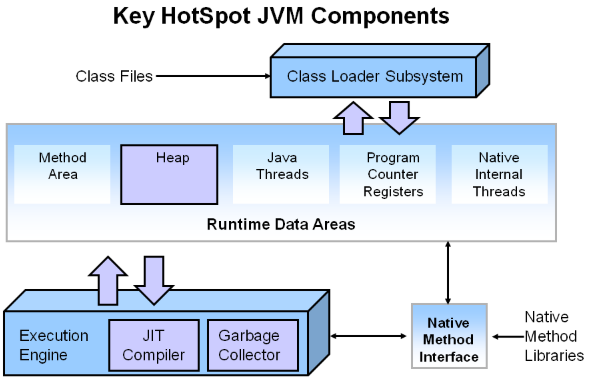 Key HotSpot JVM Components
Class Files
Class Loader Subsystem
Method
Area
Heap
Java
Threads
Program
Counter
Registers
Native
Internal
Threads
Runtime Data Areas
Execution
Engine
JIT
Compiler
Garbage
Collector
Native
Method
Interface
Native
Method
Libraries